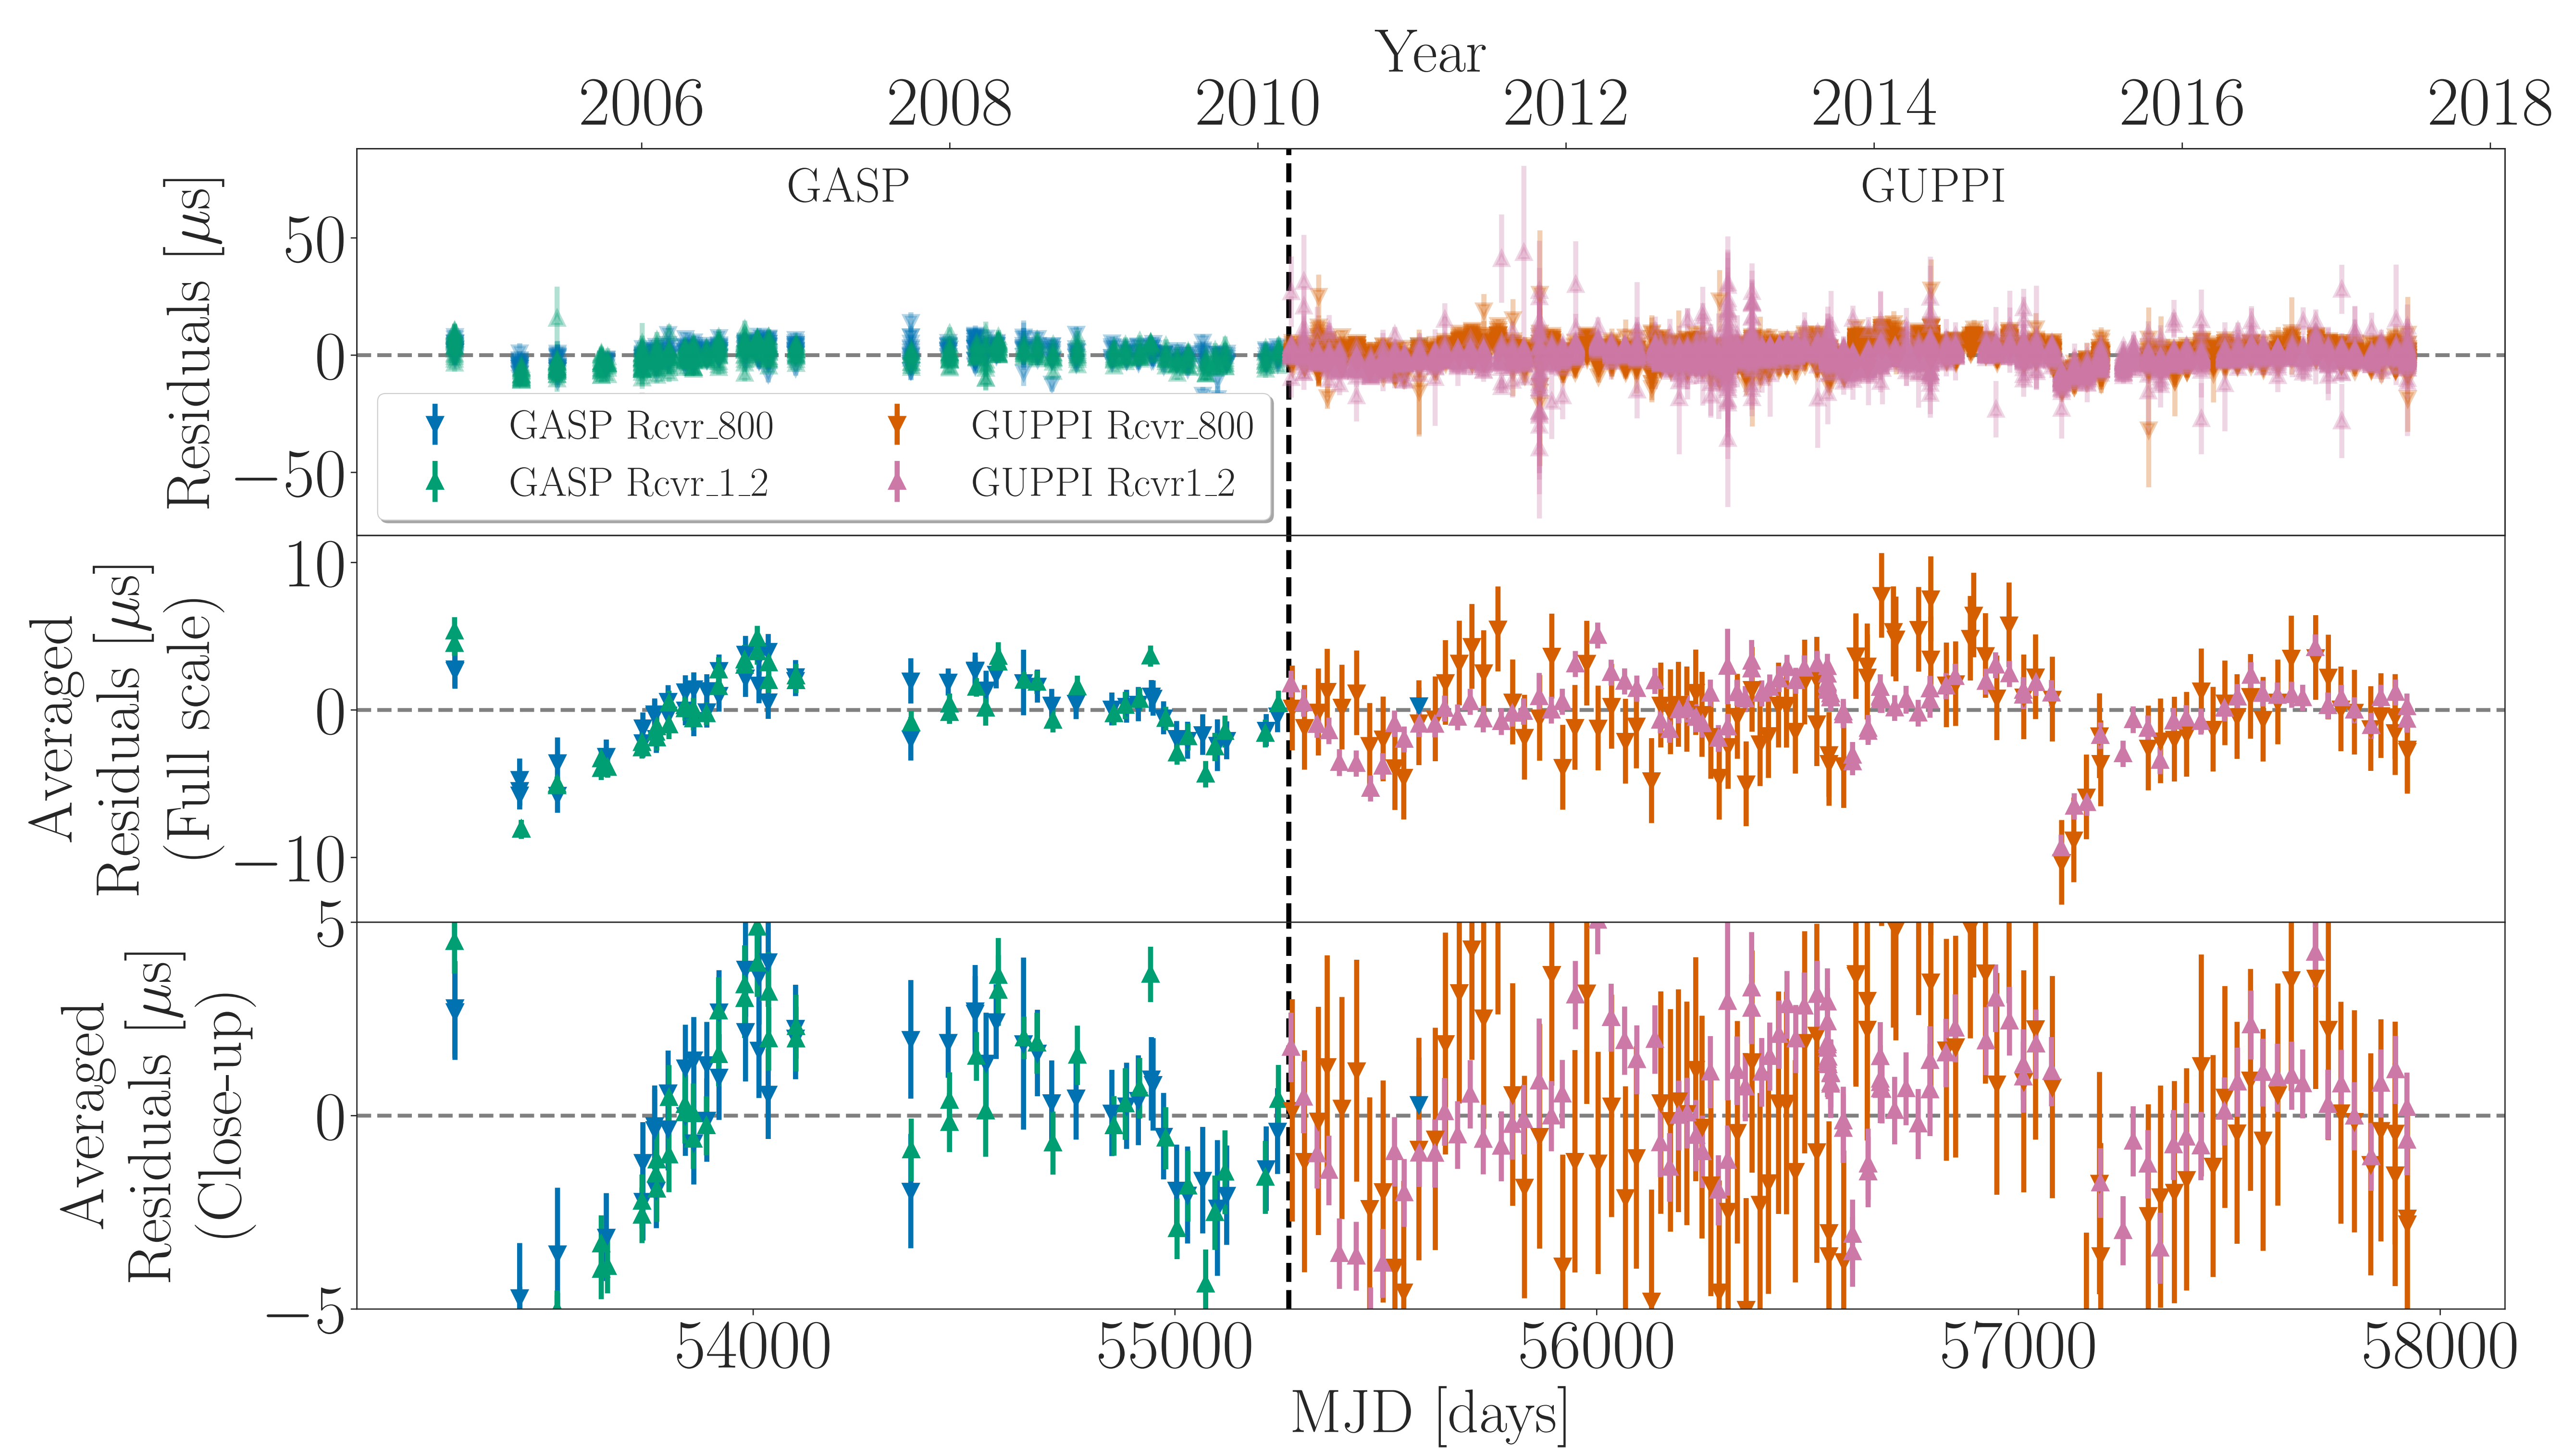 Year
2006 2008 2010 2012 2014 2016 2018
GASP GUPPI
Residuals [μs]
50
0
−50
GASP Rcvr_800 GUPPI Rcvr_800
GASP Rcvr_1_2 GUPPI Rcvr1_2
Averaged
Residuals [μs]
(Full scale)
10
0
−10
Averaged
Residuals [μs]
(Close-up)
5
0
−5
54000 55000 56000 57000 58000
MJD [days]